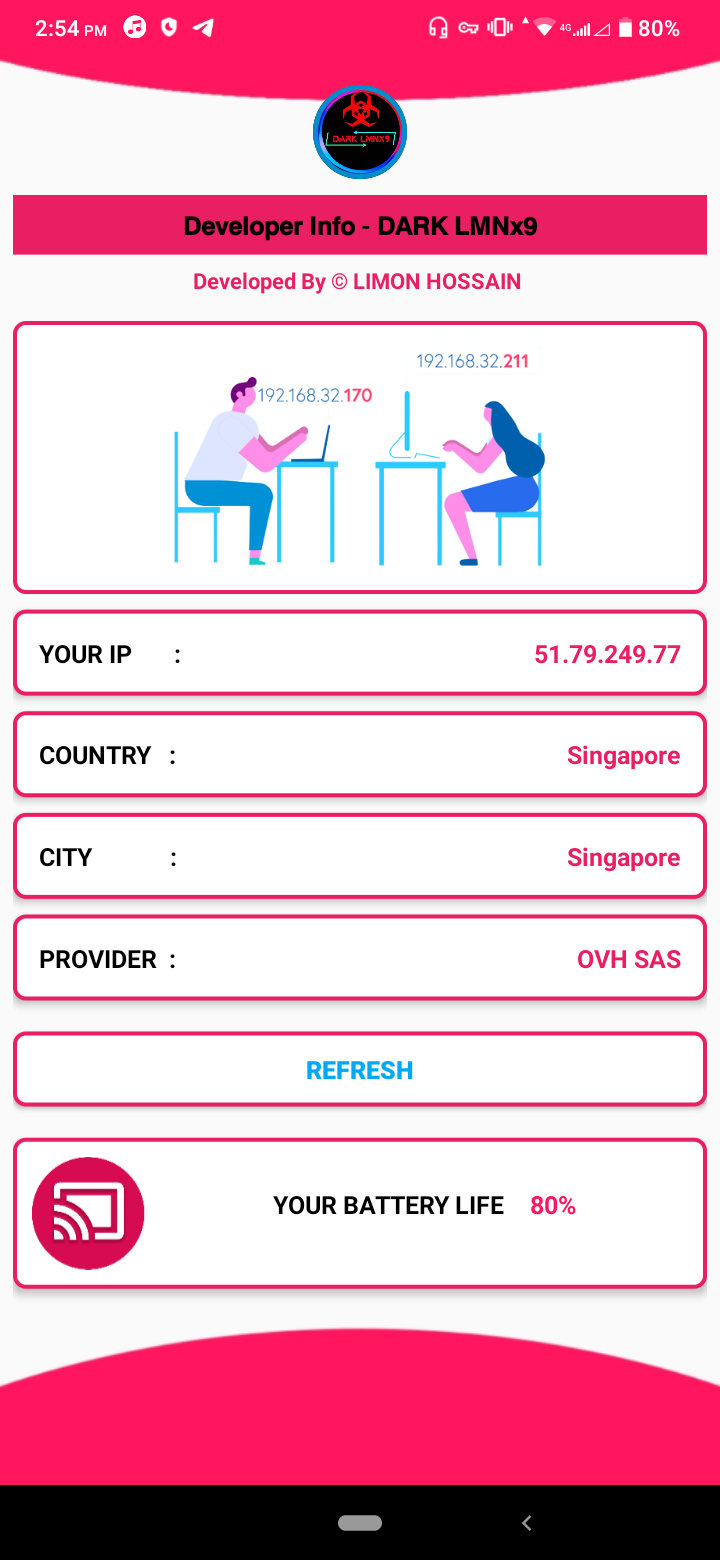 2:54 PM
4G
80%
DARK LMNX9
Developer Info - DARK LMNx9
Developed By © LIMON HOSSAIN
192.168.32.211
192.168.32.170
YOUR IP : 51.79.249.77
COUNTRY : Singapore
CITY : Singapore
PROVIDER : OVH SAS
REFRESH
YOUR BATTERY LIFE 80%